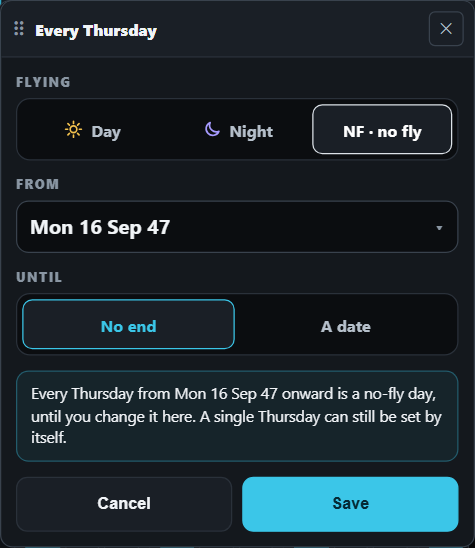 Every Thursday
FLYING
Day
Night
NF · no fly
FROM
Mon 16 Sep 47
UNTIL
No end
A date
Every Thursday from Mon 16 Sep 47 onward is a no-fly day,
until you change it here. A single Thursday can still be set by
itself.
Cancel
Save